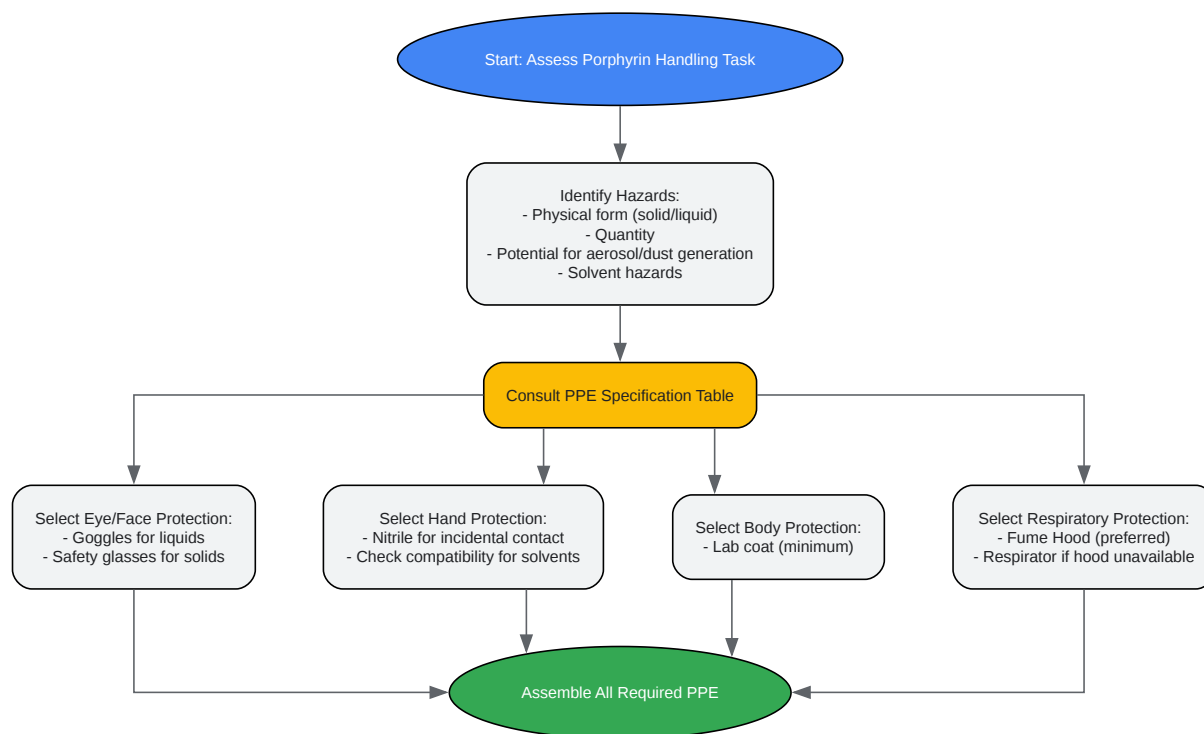 Start: Assess Porphyrin Handling Task
Identify Hazards:
- Physical form (solid/liquid)
- Quantity
- Potential for aerosol/dust generation
- Solvent hazards
Consult PPE Specification Table
Select Eye/Face Protection:
- Goggles for liquids
- Safety glasses for solids
Select Hand Protection:
- Nitrile for incidental contact
- Check compatibility for solvents
Select Body Protection:
- Lab coat (minimum)
Select Respiratory Protection:
- Fume Hood (preferred)
- Respirator if hood unavailable
Assemble All Required PPE